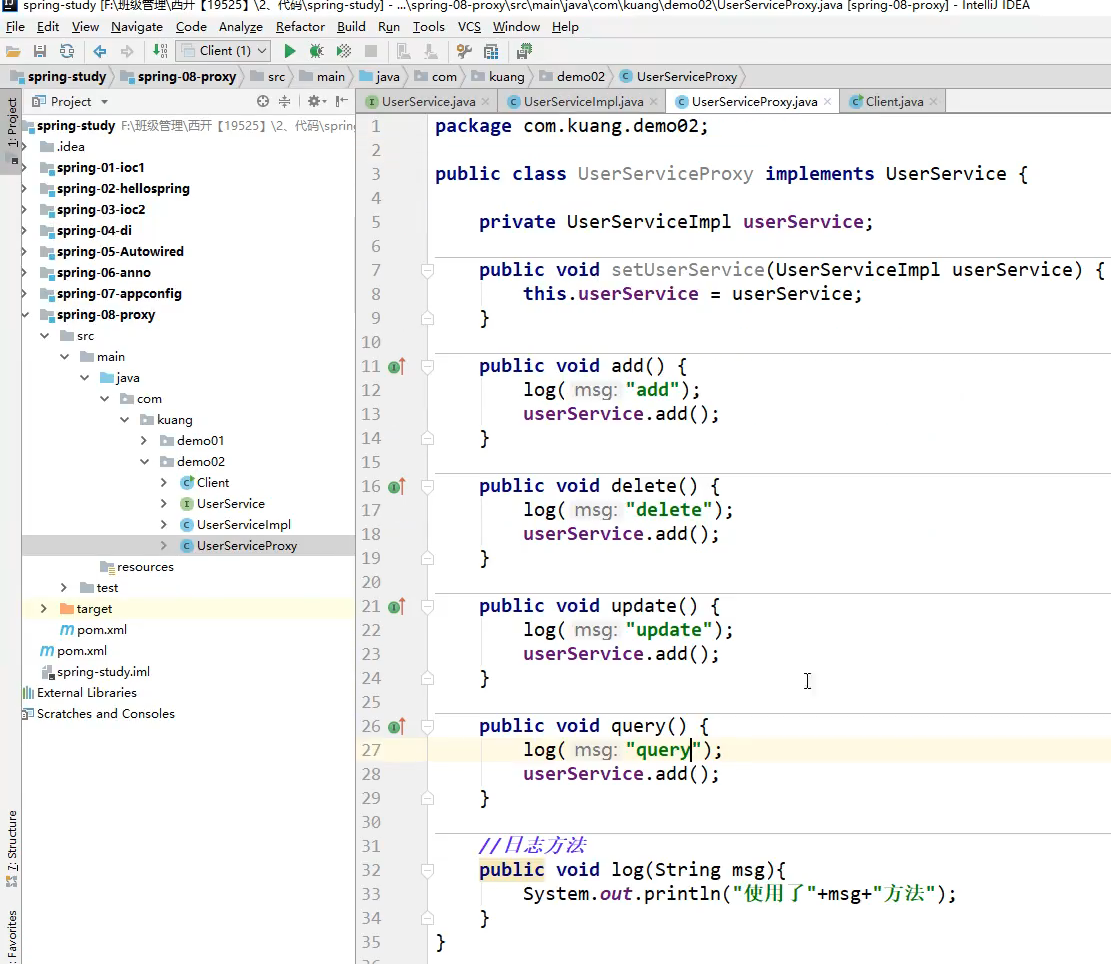 spring-study [F:\班级管理\西开【19525】\2、代码\spring-study] - ...\spring-08-proxy\src\main\java\com\kuang\demo02\UserServiceProxy.java [spring-08-proxy] - IntelliJ IDEA
File Edit View Navigate Code Analyze Refactor Build Run Tools VCS Window Help
Client (1)
spring-study spring-08-proxy src main java com kuang demo02 UserServiceProxy
1: Project
Project
UserService.java UserServiceImpl.java UserServiceProxy.java Client.java
spring-study F:\班级管理\西开【19525】\2、代码\spring
.idea
spring-01-ioc1
spring-02-hellospring
spring-03-ioc2
spring-04-di
spring-05-Autowired
spring-06-anno
spring-07-appconfig
spring-08-proxy
src
main
java
com
kuang
demo01
demo02
Client
UserService
UserServiceImpl
UserServiceProxy
resources
test
target
pom.xml
pom.xml
spring-study.iml
External Libraries
Scratches and Consoles
7: Structure
Favorites
1 package com.kuang.demo02;
2
3 public class UserServiceProxy implements UserService {
4
5 private UserServiceImpl userService;
6
7 public void setUserService(UserServiceImpl userService) {
8 this.userService = userService;
9 }
10
11 public void add() {
12 log( msg: "add");
13 userService.add();
14 }
15
16 public void delete() {
17 log( msg: "delete");
18 userService.add();
19 }
20
21 public void update() {
22 log( msg: "update");
23 userService.add();
24 }
25
26 public void query() {
27 log( msg: "query");
28 userService.add();
29 }
30
31 //日志方法
32 public void log(String msg){
33 System.out.println("使用了"+msg+"方法");
34 }
35 }